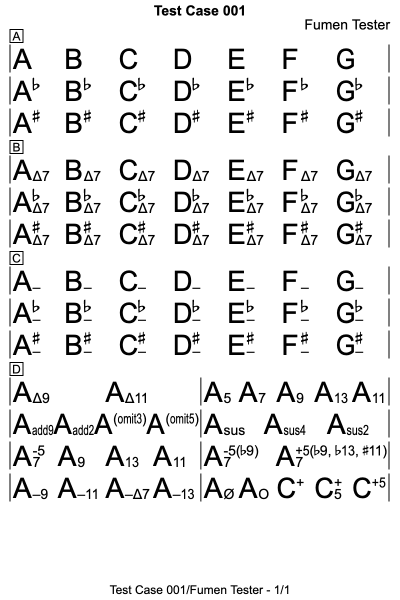 Test Case 001
Fumen Tester
A
A B C D E F G
A♭ B♭ C♭ D♭ E♭ F♭ G♭
A♯ B♯ C♯ D♯ E♯ F♯ G♯
B
AΔ7 BΔ7 CΔ7 DΔ7 EΔ7 FΔ7 GΔ7
A♭Δ7 B♭Δ7 C♭Δ7 D♭Δ7 E♭Δ7 F♭Δ7 G♭Δ7
A♯Δ7 B♯Δ7 C♯Δ7 D♯Δ7 E♯Δ7 F♯Δ7 G♯Δ7
C
A– B– C– D– E– F– G–
A♭– B♭– C♭– D♭– E♭– F♭– G♭–
A♯– B♯– C♯– D♯– E♯– F♯– G♯–
D
AΔ9 AΔ11 A5 A7 A9 A13 A11
Aadd9 Aadd2 A(omit3) A(omit5) Asus Asus4 Asus2
A7-5 A9 A13 A11 A7-5(♭9) A7+5(♭9, ♭13, ♯11)
A–9 A–11 A–Δ7 A–13 AØ AO C+ C5+ C+5
Test Case 001/Fumen Tester - 1/1